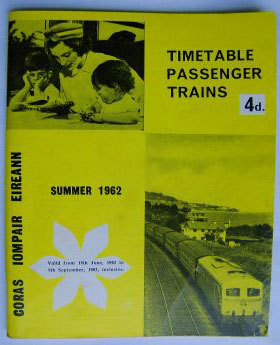 TIMETABLE
PASSENGER
TRAINS
4d.
CORAS IOMPAIR EIREANN
SUMMER 1962
Valid from 18th June, 1962 to
9th September, 1962, inclusive.